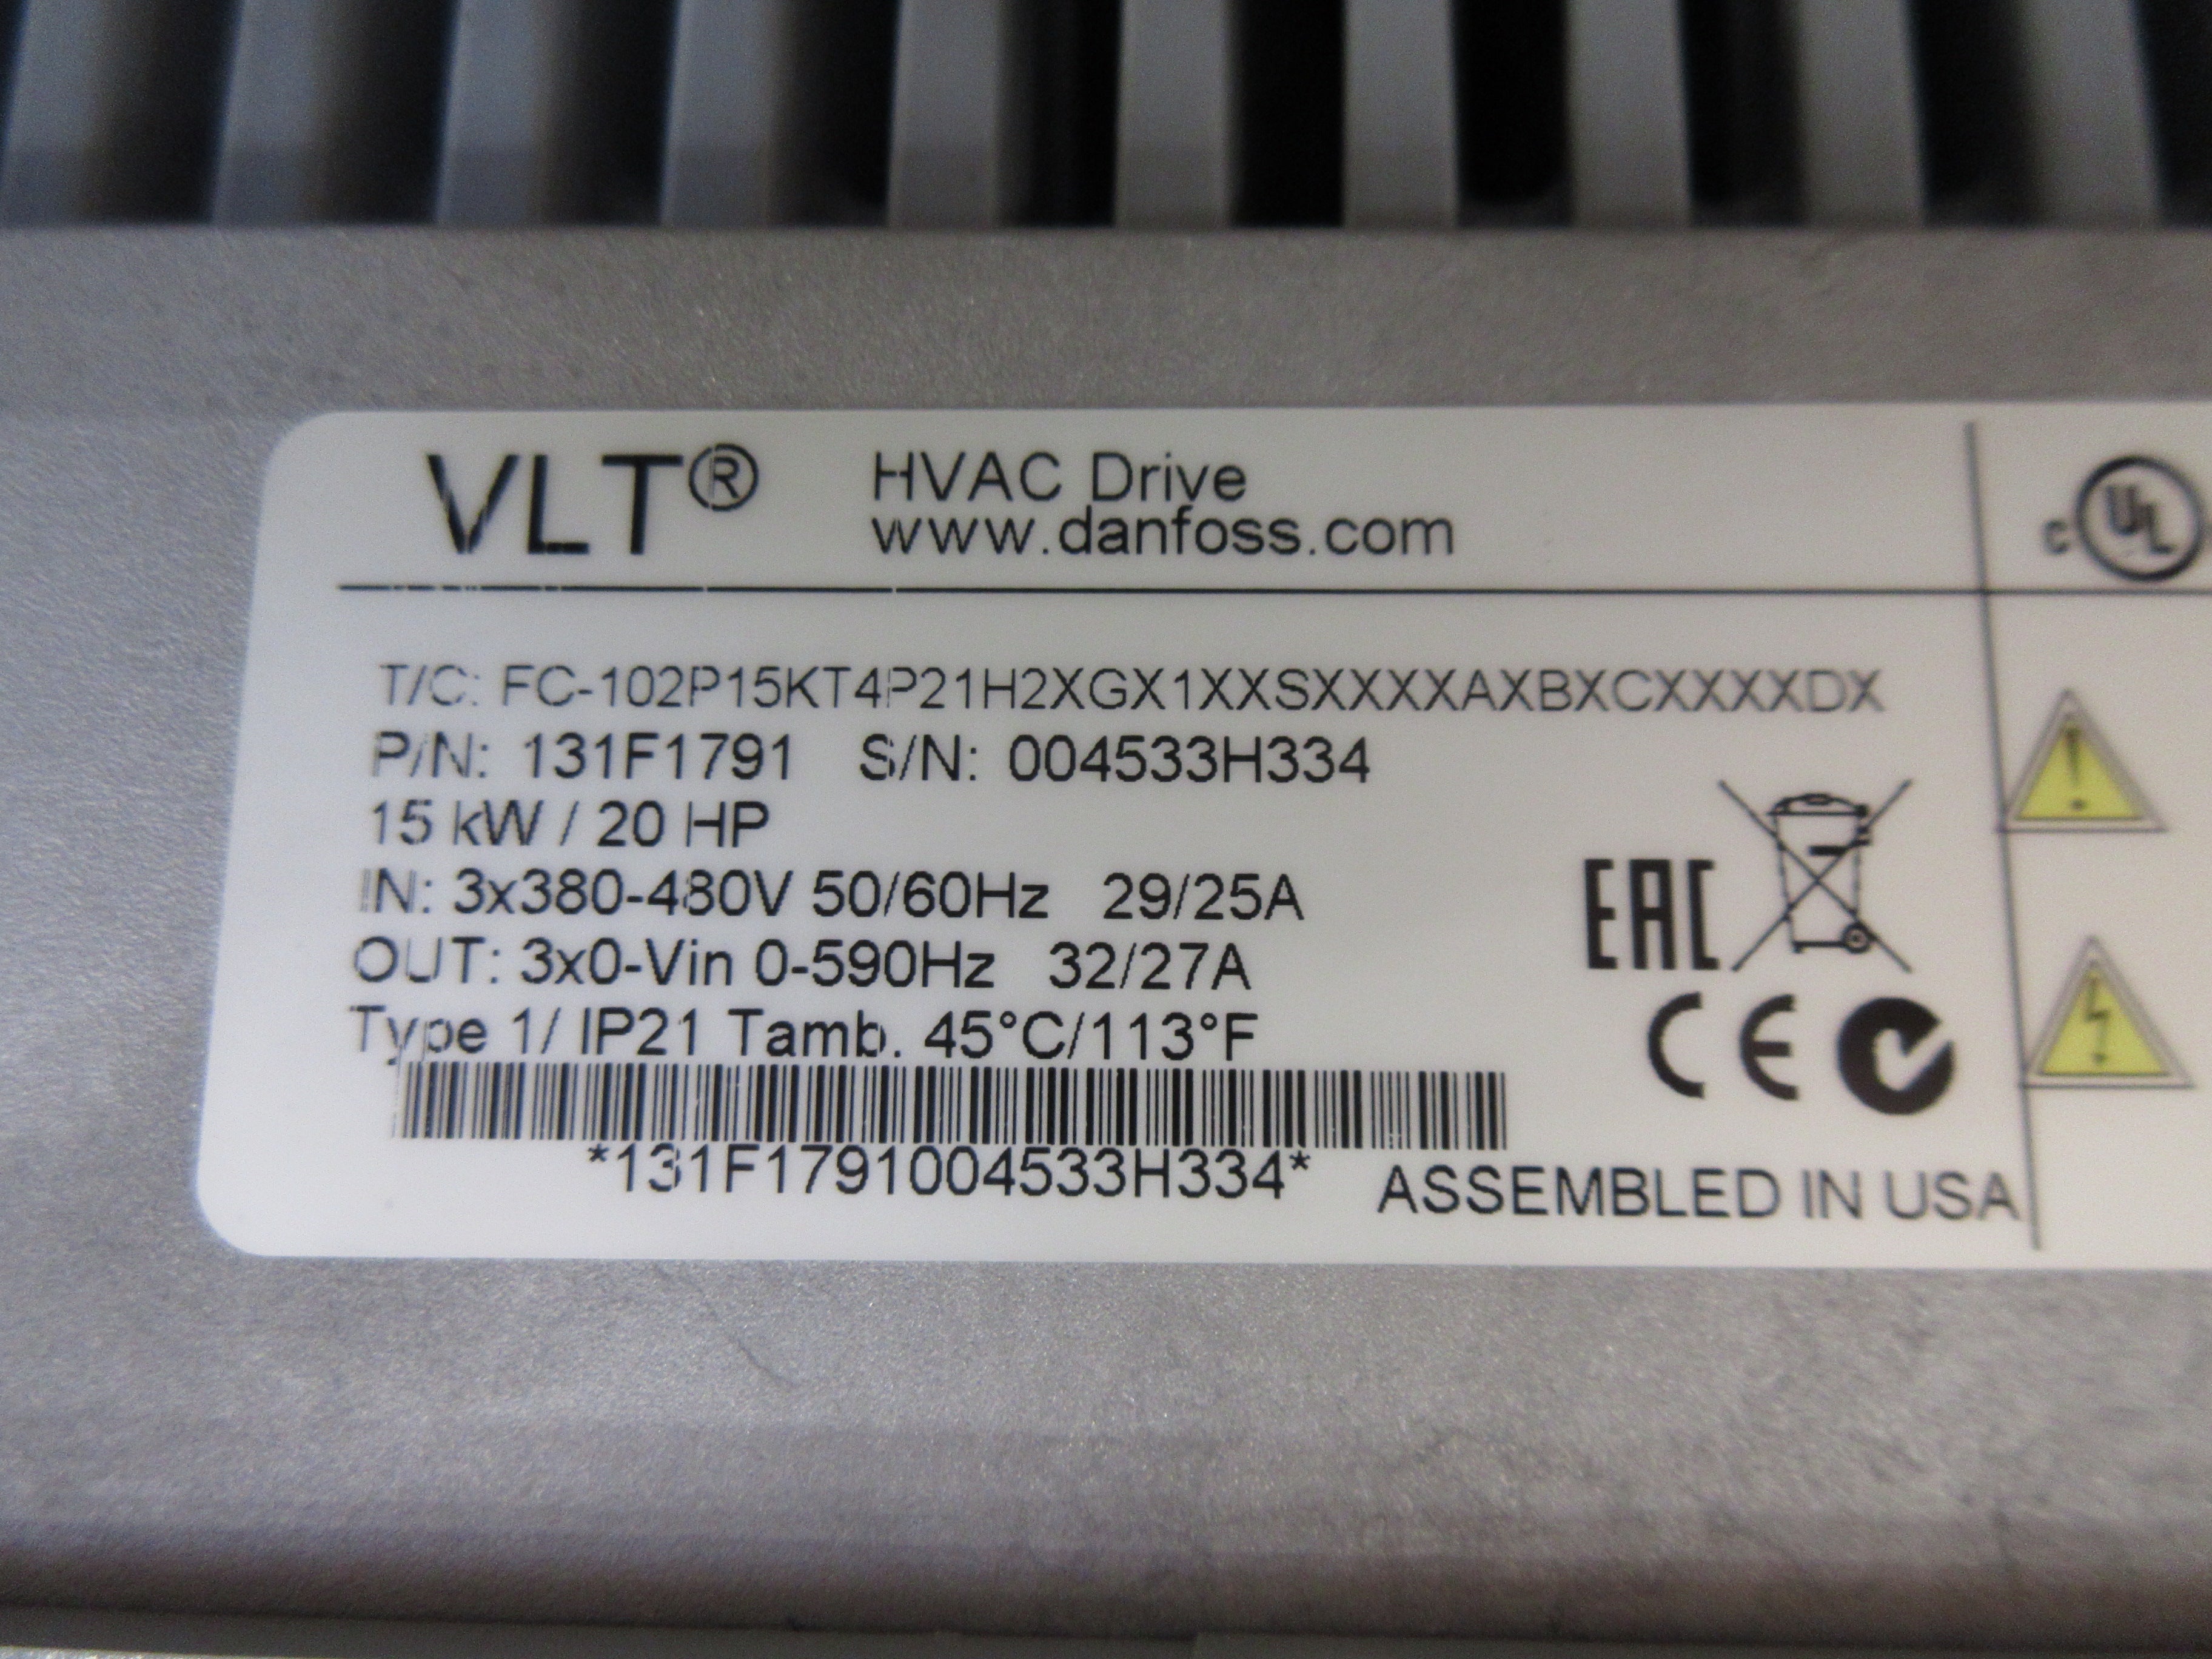 VLT® HVAC Drive
www.danfoss.com
c UL
T/C: FC-102P15KT4P21H2XGX1XXSXXXXAXBXCXXXXDX
P/N: 131F1791 S/N: 004533H334
15 kW / 20 HP
IN: 3x380-480V 50/60Hz 29/25A
OUT: 3x0-Vin 0-590Hz 32/27A
Type 1/ IP21 Tamb. 45°C/113°F
EAC
CE
*131F1791004533H334*
ASSEMBLED IN USA